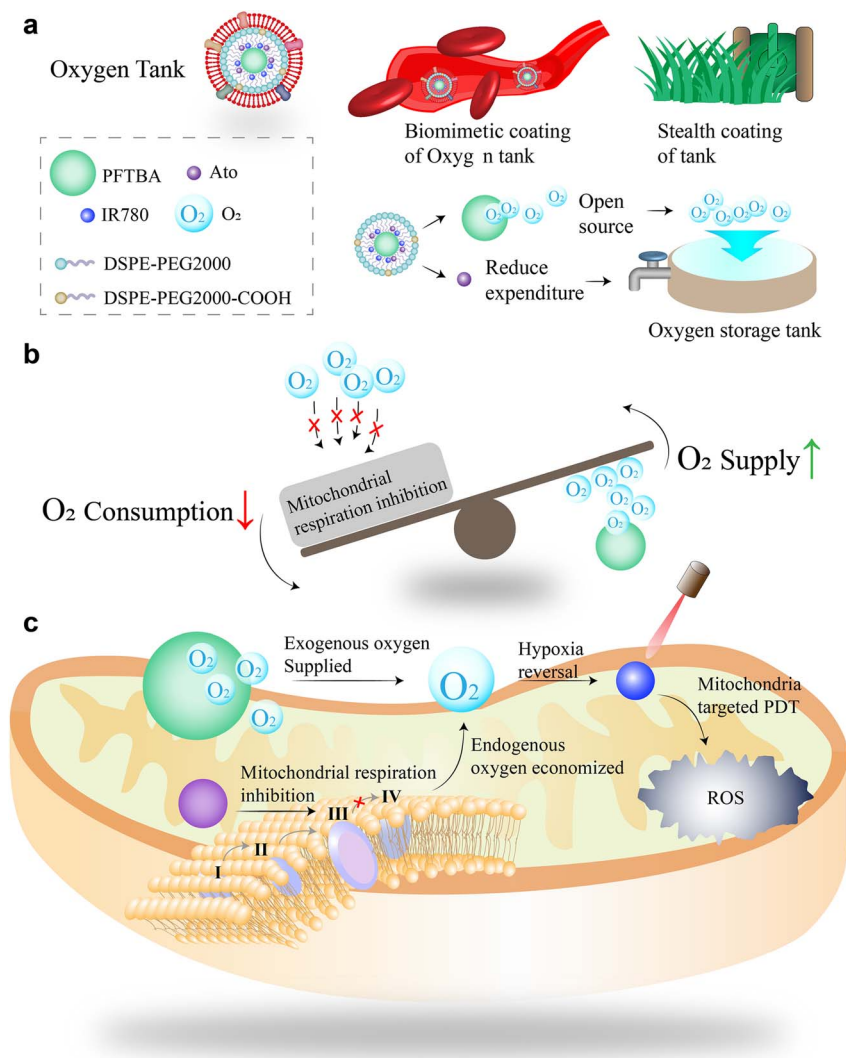 a
Oxygen Tank
PFTBA
Ato
IR780
O₂
O₂
DSPE-PEG2000
DSPE-PEG2000-COOH
Biomimetic coating
of Oxyg n tank
Stealth coating
of tank
O₂ O₂ O₂ O₂
Open
source
O₂ O₂ O₂ O₂ O₂ O₂
Reduce
expenditure
Oxygen storage tank
b
O₂ O₂ O₂ O₂
Mitochondrial
respiration inhibition
O₂ Consumption
O₂ Supply
O₂ O₂ O₂ O₂ O₂ O₂ O₂
c
O₂ O₂ O₂ O₂
Exogenous oxygen
Supplied
O₂
Hypoxia
reversal
Mitochondria
targeted PDT
Endogenous
oxygen economized
Mitochondrial respiration
inhibition
ROS
I
II
III
IV